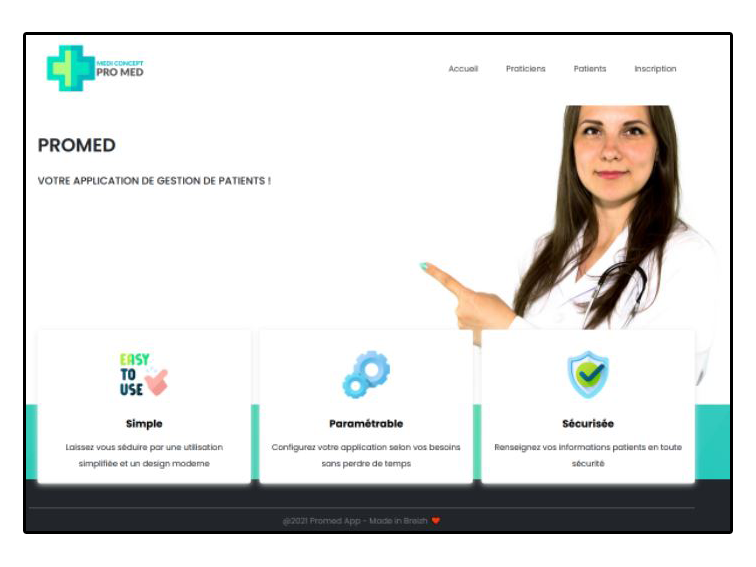 MEDI CONCEPT
PRO MED
Accueil Praticiens Patients Inscription
PROMED
VOTRE APPLICATION DE GESTION DE PATIENTS !
EASY
TO
USE
Simple
Laissez vous séduire par une utilisation
simplifiée et un design moderne
Paramétrable
Configurez votre application selon vos besoins
sans perdre de temps
Sécurisée
Renseignez vos informations patients en toute
sécurité
@2021 Promed App - Made in Breizh ❤